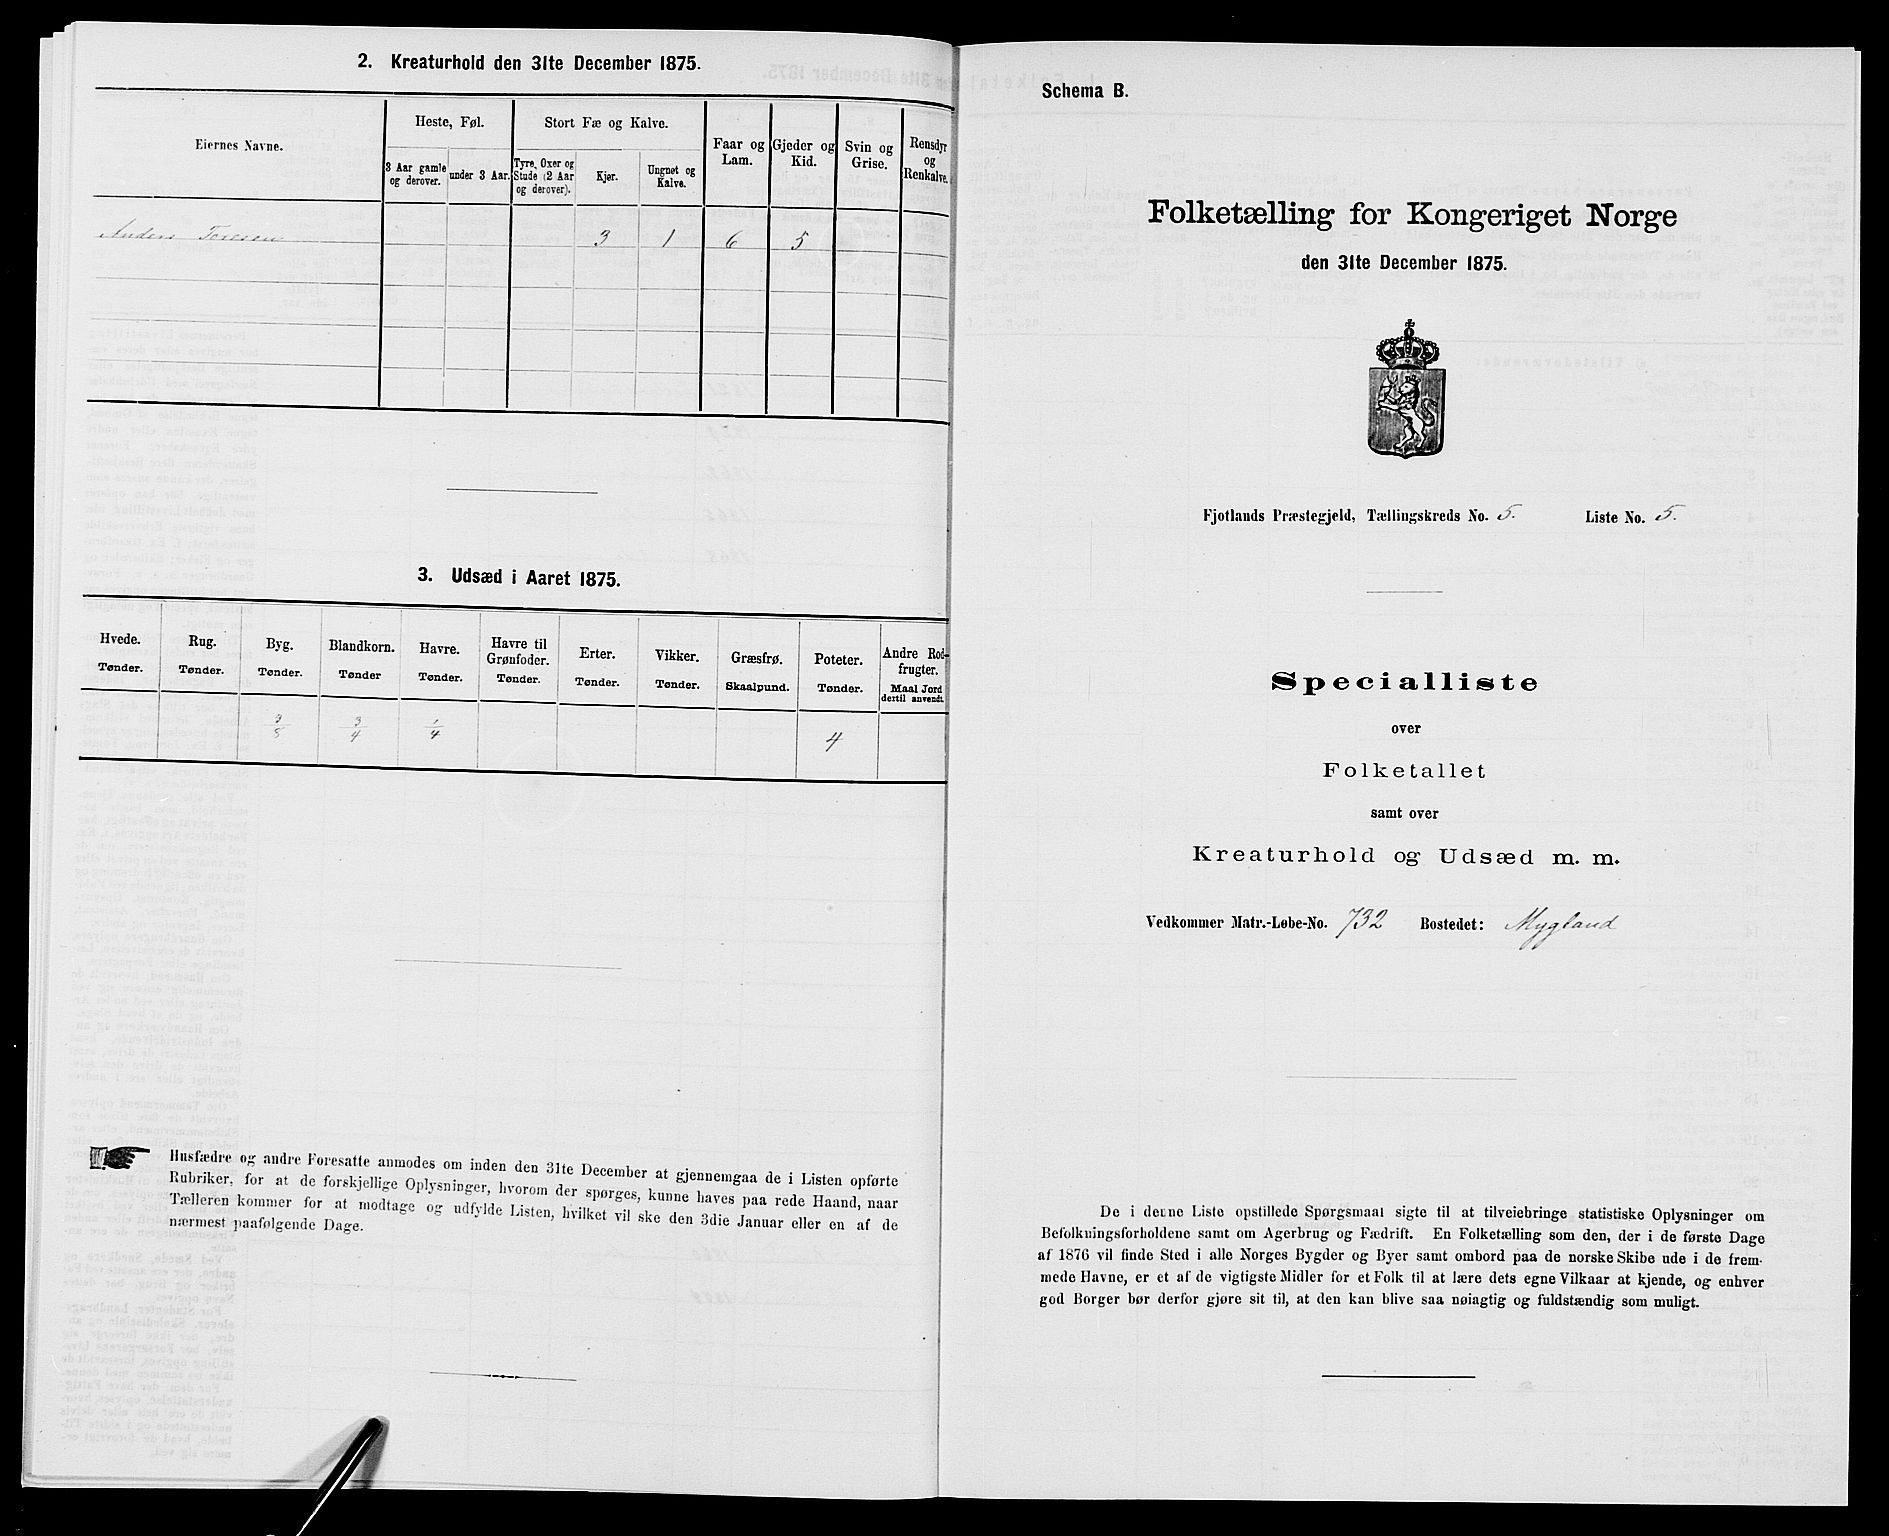 2. Kreaturhold den 31te December 1875.
Eiernes Navne.
Heste, Føl.
3 Aar gamle og derover.
under 3 Aar.
Stort Fæ og Kalve.
Tyre, Oxer og Stude (2 Aar og derover).
Kjør.
Ungnøt og Kalve.
Faar og Lam.
Gjeder og Kid.
Svin og Grise.
Rensdyr og Renkalve.
Anders Toresen 3 1 6 5
3. Udsæd i Aaret 1875.
Hvede. Tønder.
Rug. Tønder.
Byg. Tønder.
Blandkorn. Tønder
Havre. Tønder.
Havre til Grønfoder. Tønder.
Erter. Tønder.
Vikker. Tønder.
Græsfrø. Skaalpund.
Poteter. Tønder.
Andre Rodfrugter. Maal Jord dertil anvendt.
3/4 1/4 4
Husfædre og andre Foresatte anmodes om inden den 31te December at gjennemgaa de i Listen opførte
Rubriker, for at de forskjellige Oplysninger, hvorom der spørges, kunne haves paa rede Haand, naar
Tælleren kommer for at modtage og udfylde Listen, hvilket vil ske den 3die Januar eller en af de
nærmest paafølgende Dage.
Schema B.
Folketælling for Kongeriget Norge
den 31te December 1875.
Fjotlands Præstegjeld, Tællingskreds No. 5. Liste No. 5.
Specialliste
over
Folketallet
samt over
Kreaturhold og Udsæd m. m.
Vedkommer Matr.-Løbe-No. 732 Bostedet: Mygland
De i denne Liste opstillede Spørgsmaal sigte til at tilveiebringe statistiske Oplysninger om
Befolkningsforholdene samt om Agerbrug og Fædrift. En Folketælling som den, der i de første Dage
af 1876 vil finde Sted i alle Norges Bygder og Byer samt ombord paa de norske Skibe ude i de frem-
mede Havne, er et af de vigtigste Midler for et Folk til at lære dets egne Vilkaar at kjende, og enhver
god Borger bør derfor gjøre sit til, at den kan blive saa nøiagtig og fuldstændig som muligt.